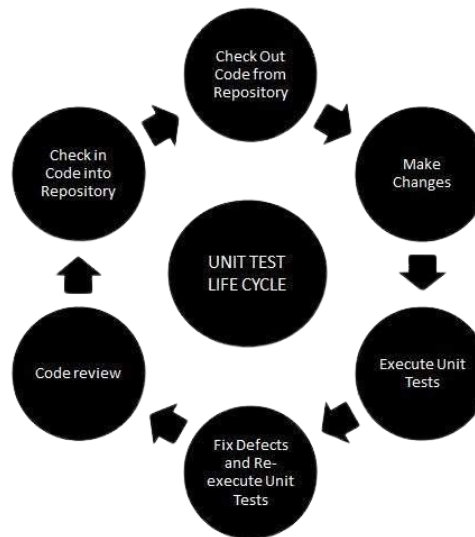 Check Out
Code from
Repository
Make
Changes
Execute Unit
Tests
Fix Defects
and Re-
execute Unit
Tests
Code review
Check in
Code into
Repository
UNIT TEST
LIFE CYCLE